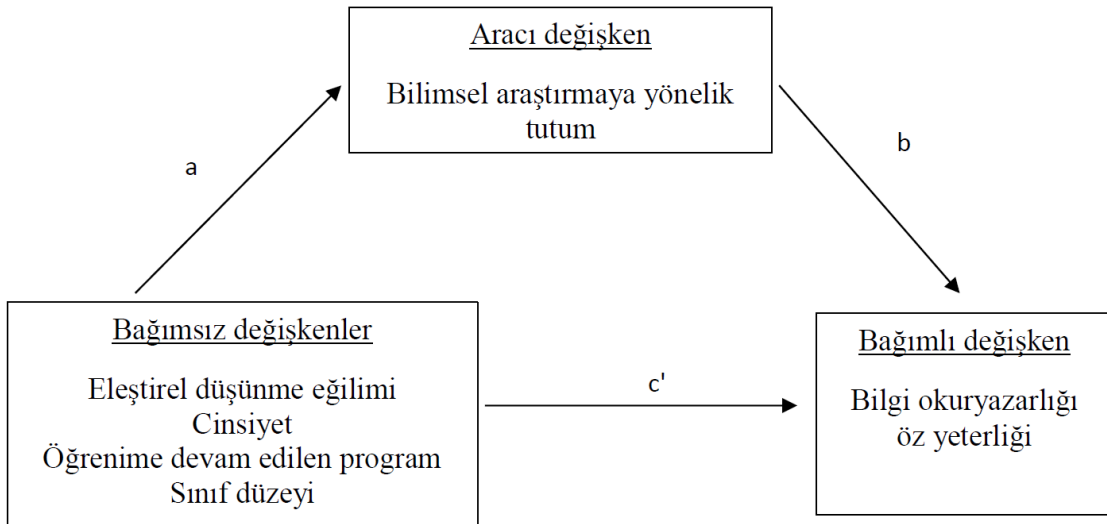 Aracı değişken
Bilimsel araştırmaya yönelik
tutum
a
b
Bağımsız değişkenler
Eleştirel düşünme eğilimi
Cinsiyet
Öğrenime devam edilen program
Sınıf düzeyi
c'
Bağımlı değişken
Bilgi okuryazarlığı
öz yeterliği